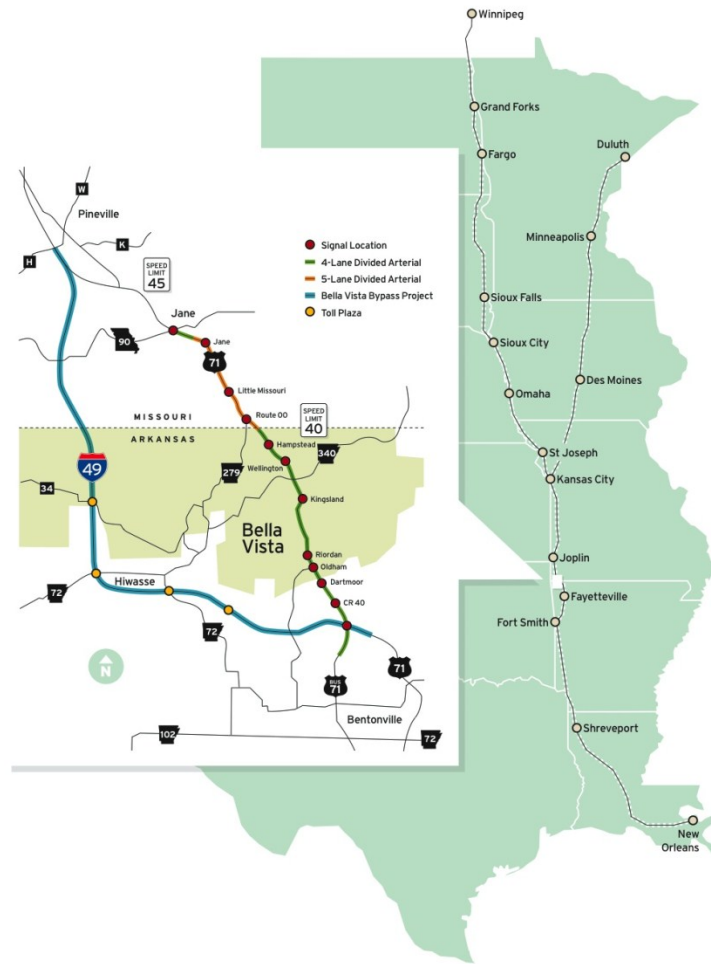 Winnipeg
Grand Forks
Fargo
Duluth
Minneapolis
Sioux Falls
Sioux City
Omaha
Des Moines
St Joseph
Kansas City
Joplin
Fayetteville
Fort Smith
Shreveport
New
Orleans
W
Pineville
K
H
SPEED
LIMIT
45
Signal Location
4-Lane Divided Arterial
5-Lane Divided Arterial
Bella Vista Bypass Project
Toll Plaza
Jane
90
Jane
71
Little Missouri
Route OO
SPEED
LIMIT
40
MISSOURI
ARKANSAS
Hampstead
340
49
279
Wellington
34
Kingsland
Bella
Vista
Riordan
Oldham
Dartmoor
CR 40
Hiwasse
72
72
N
71
BUS
71
Bentonville
102
72